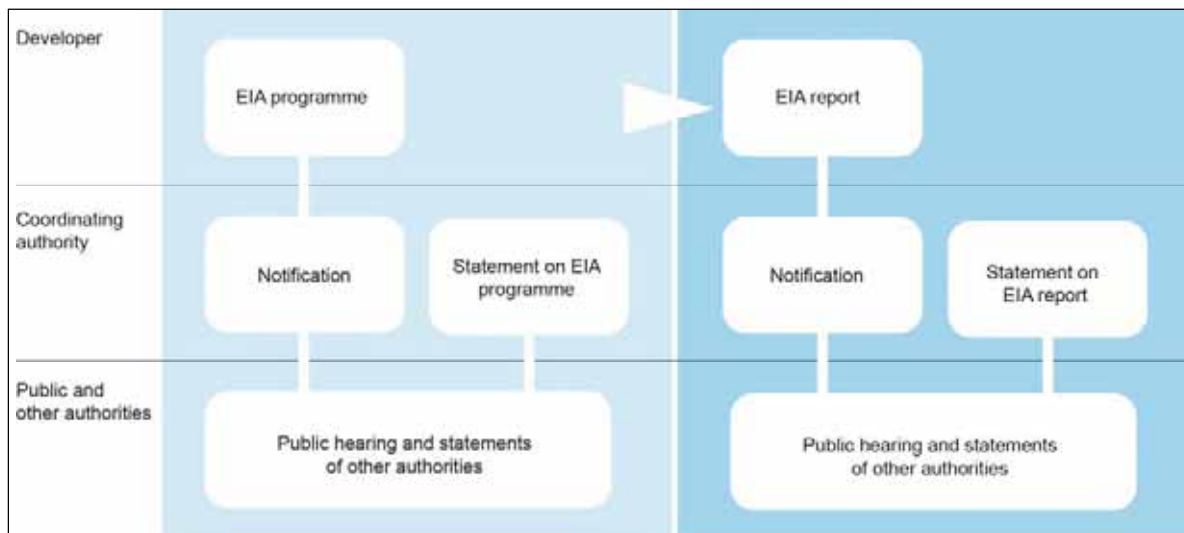 Developer
EIA programme
EIA report
Coordinating
authority
Notification
Statement on EIA
programme
Notification
Statement on
EIA report
Public and
other authorities
Public hearing and statements
of other authorities
Public hearing and statements
of other authorities